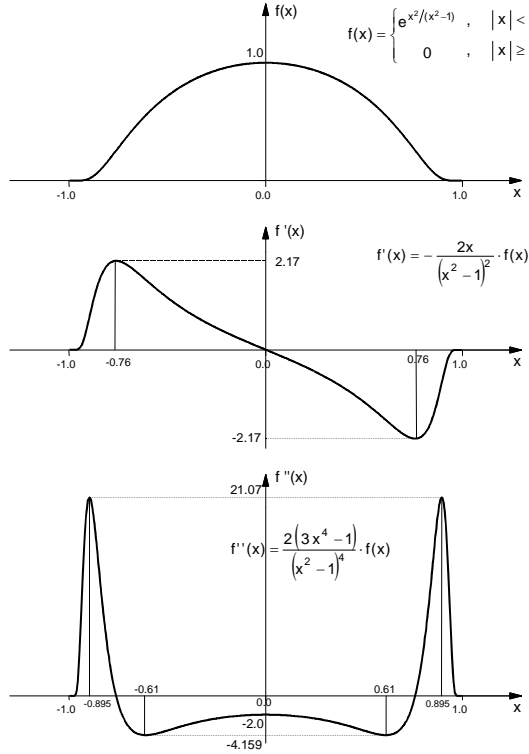 f(x)
f(x) = { e^{x²/(x²−1)} , |x| <
0 , |x| ≥
1.0
-1.0 0.0 1.0 x
f '(x)
2.17
f'(x) = − 2x / (x² − 1)² · f(x)
-1.0 -0.76 0.0 0.76 1.0 x
-2.17
f ''(x)
21.07
f''(x) = 2(3x⁴ − 1) / (x² − 1)⁴ · f(x)
-0.61 0.61
-1.0 -0.895 0.0 0.895 1.0 x
-2.0
-4.159